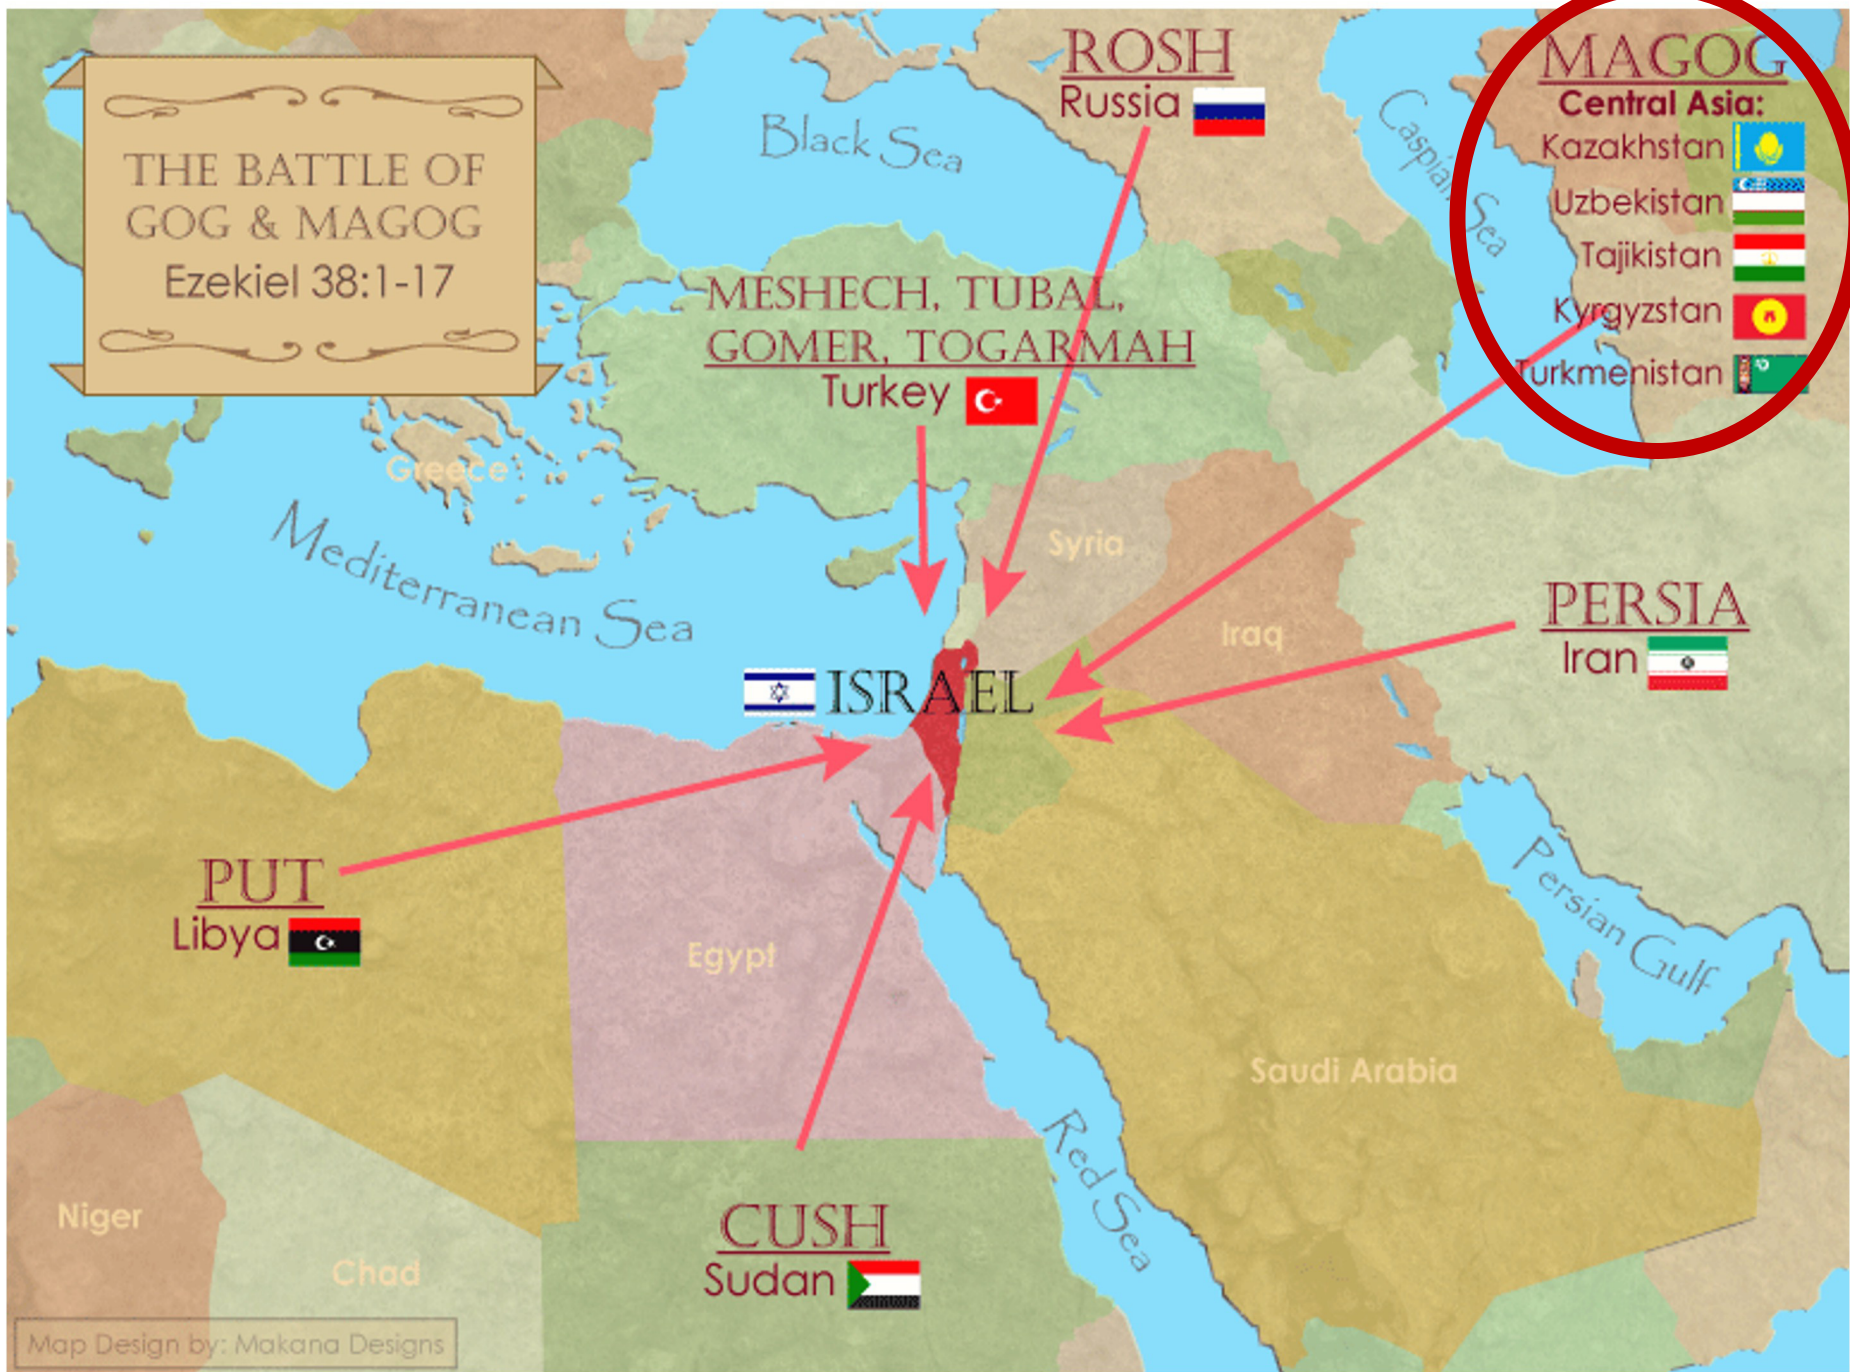 THE BATTLE OF
GOG & MAGOG
Ezekiel 38:1-17
ROSH
Russia
MAGOG
Central Asia:
Kazakhstan
Uzbekistan
Tajikistan
Kyrgyzstan
Turkmenistan
Black Sea
Caspian Sea
MESHECH, TUBAL,
GOMER, TOGARMAH
Turkey
Greece
Mediterranean Sea
Syria
Iraq
PERSIA
Iran
ISRAEL
PUT
Libya
Egypt
Persian Gulf
Saudi Arabia
Red Sea
Niger
Chad
CUSH
Sudan
Map Design by: Makana Designs